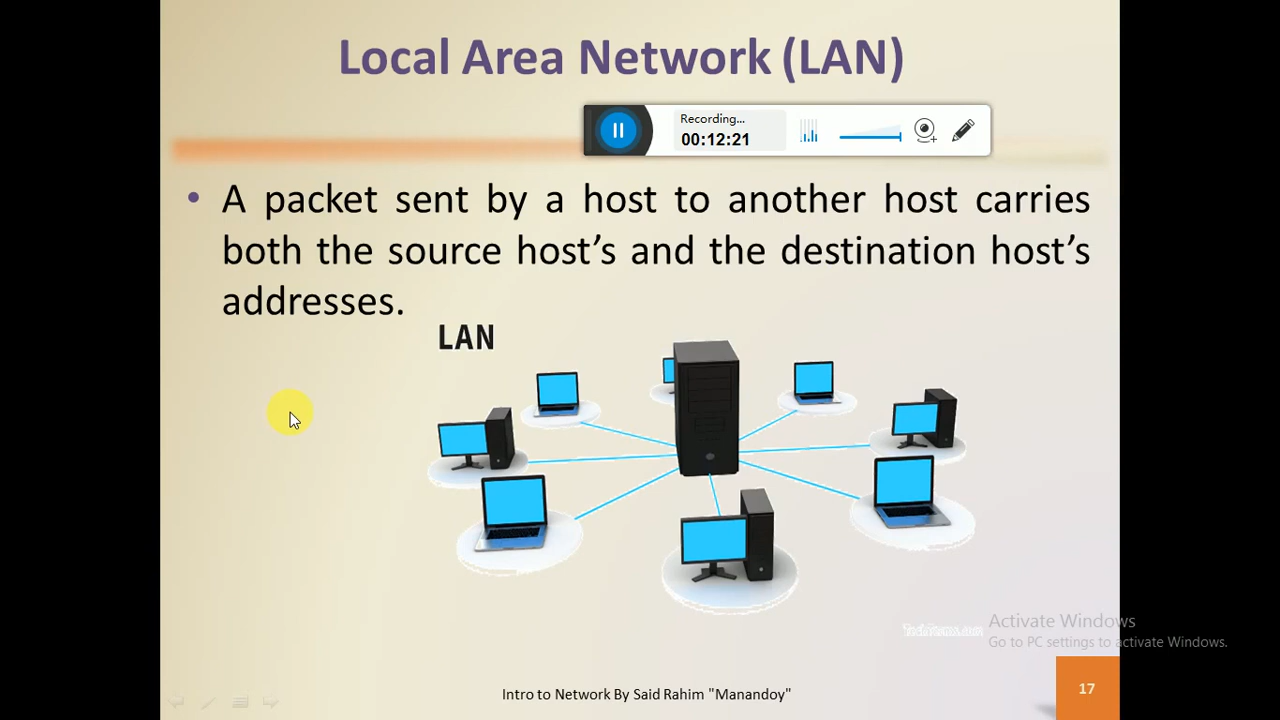 Local Area Network (LAN)
Recording...
00:12:21
• A packet sent by a host to another host carries
both the source host’s and the destination host’s
addresses.
LAN
Activate Windows
Go to PC settings to activate Windows.
Intro to Network By Said Rahim "Manandoy"
17